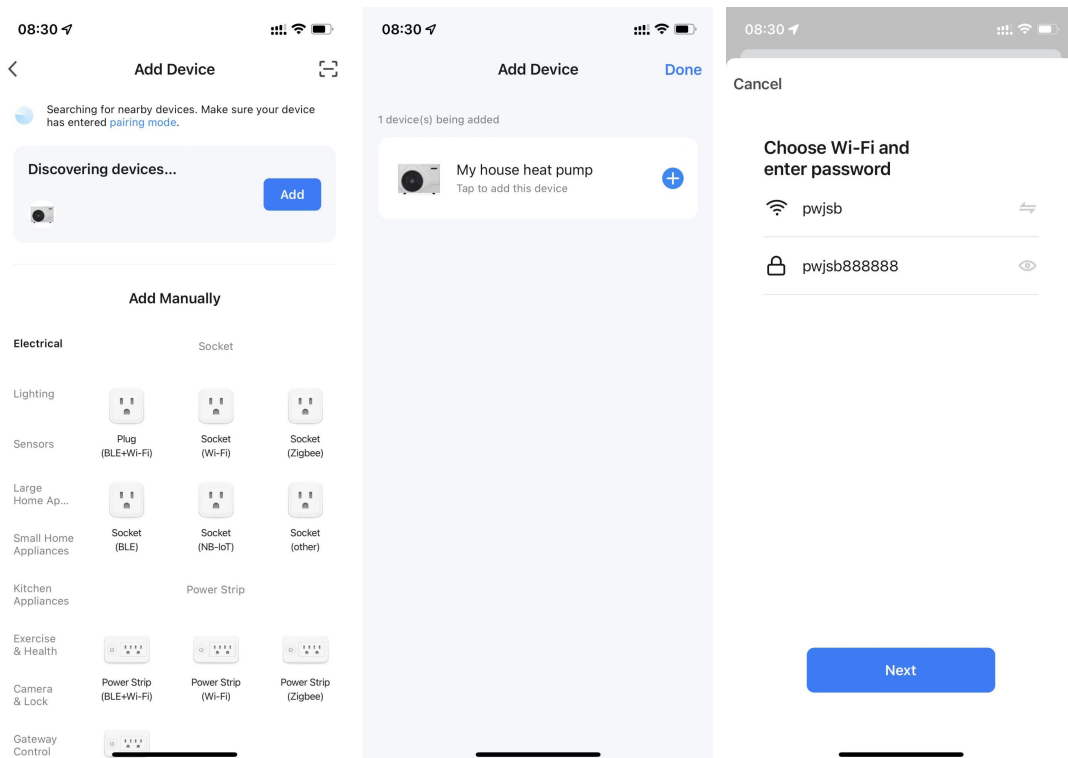 08:30
Add Device
Searching for nearby devices. Make sure your device
has entered pairing mode.
Discovering devices...
Add
Add Manually
Electrical
Socket
Lighting
Sensors
Plug
(BLE+Wi-Fi)
Socket
(Wi-Fi)
Socket
(Zigbee)
Large
Home Ap...
Small Home
Appliances
Socket
(BLE)
Socket
(NB-IoT)
Socket
(other)
Kitchen
Appliances
Power Strip
Exercise
& Health
Camera
& Lock
Power Strip
(BLE+Wi-Fi)
Power Strip
(Wi-Fi)
Power Strip
(Zigbee)
Gateway
Control
08:30
Add Device
Done
1 device(s) being added
My house heat pump
Tap to add this device
08:30
Cancel
Choose Wi-Fi and
enter password
pwjsb
pwjsb888888
Next